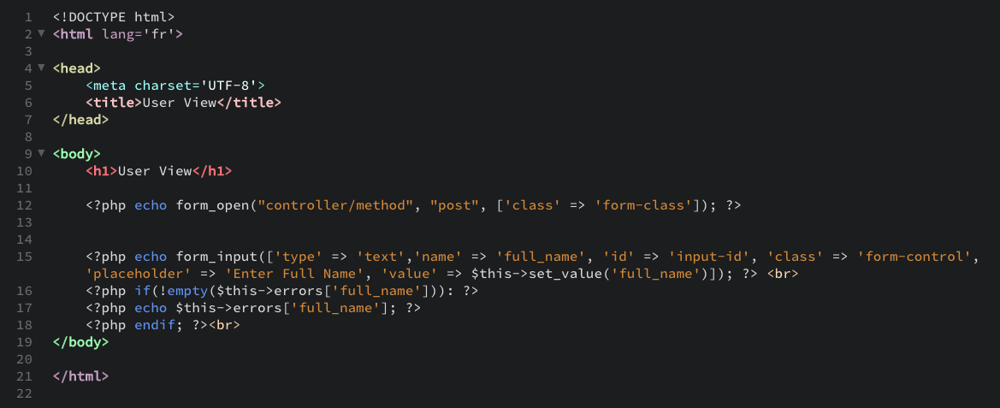 1 <!DOCTYPE html>
2 <html lang='fr'>
3
4 <head>
5     <meta charset='UTF-8'>
6     <title>User View</title>
7 </head>
8
9 <body>
10     <h1>User View</h1>
11
12     <?php echo form_open("controller/method", "post", ['class' => 'form-class']); ?>
13
14
15     <?php echo form_input(['type' => 'text','name' => 'full_name', 'id' => 'input-id', 'class' => 'form-control',
    'placeholder' => 'Enter Full Name', 'value' => $this->set_value('full_name')]); ?> <br>
16     <?php if(!empty($this->errors['full_name'])): ?>
17     <?php echo $this->errors['full_name']; ?>
18     <?php endif; ?><br>
19 </body>
20
21 </html>
22